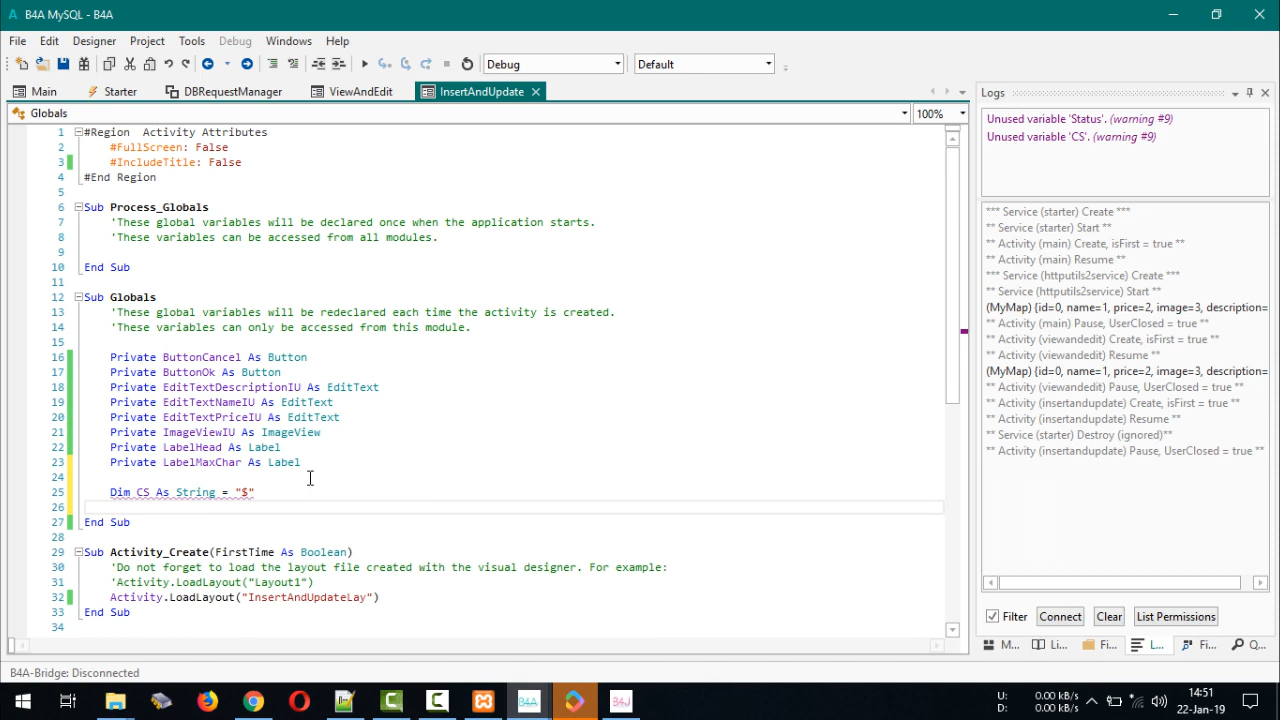 B4A MySQL - B4A
File Edit Designer Project Tools Debug Windows Help
Debug Default
Main Starter DBRequestManager ViewAndEdit InsertAndUpdate
Globals 100%
1 #Region Activity Attributes
2 #FullScreen: False
3 #IncludeTitle: False
4 #End Region
5
6 Sub Process_Globals
7 'These global variables will be declared once when the application starts.
8 'These variables can be accessed from all modules.
9
10 End Sub
11
12 Sub Globals
13 'These global variables will be redeclared each time the activity is created.
14 'These variables can only be accessed from this module.
15
16 Private ButtonCancel As Button
17 Private ButtonOk As Button
18 Private EditTextDescriptionIU As EditText
19 Private EditTextNameIU As EditText
20 Private EditTextPriceIU As EditText
21 Private ImageViewIU As ImageView
22 Private LabelHead As Label
23 Private LabelMaxChar As Label
24
25 Dim CS As String = "$"
26
27 End Sub
28
29 Sub Activity_Create(FirstTime As Boolean)
30 'Do not forget to load the layout file created with the visual designer. For example:
31 'Activity.LoadLayout("Layout1")
32 Activity.LoadLayout("InsertAndUpdateLay")
33 End Sub
34
Logs
Unused variable 'Status'. (warning #9)
Unused variable 'CS'. (warning #9)
*** Service (starter) Create ***
** Service (starter) Start **
** Activity (main) Create, isFirst = true **
** Activity (main) Resume **
*** Service (httputils2service) Create ***
** Service (httputils2service) Start **
(MyMap) {id=0, name=1, price=2, image=3, description=
** Activity (main) Pause, UserClosed = true **
** Activity (viewandedit) Create, isFirst = true **
** Activity (viewandedit) Resume **
(MyMap) {id=0, name=1, price=2, image=3, description=
** Activity (viewandedit) Pause, UserClosed = true **
** Activity (insertandupdate) Create, isFirst = true **
** Activity (insertandupdate) Resume **
** Service (starter) Destroy (ignored)**
** Activity (insertandupdate) Pause, UserClosed = true **
Filter Connect Clear List Permissions
M... Li... Fi... L... Fi... Q...
B4A-Bridge: Disconnected
B4A B4J
U: 0.00 kB/s
D: 0.00 kB/s
14:51
22-Jan-19